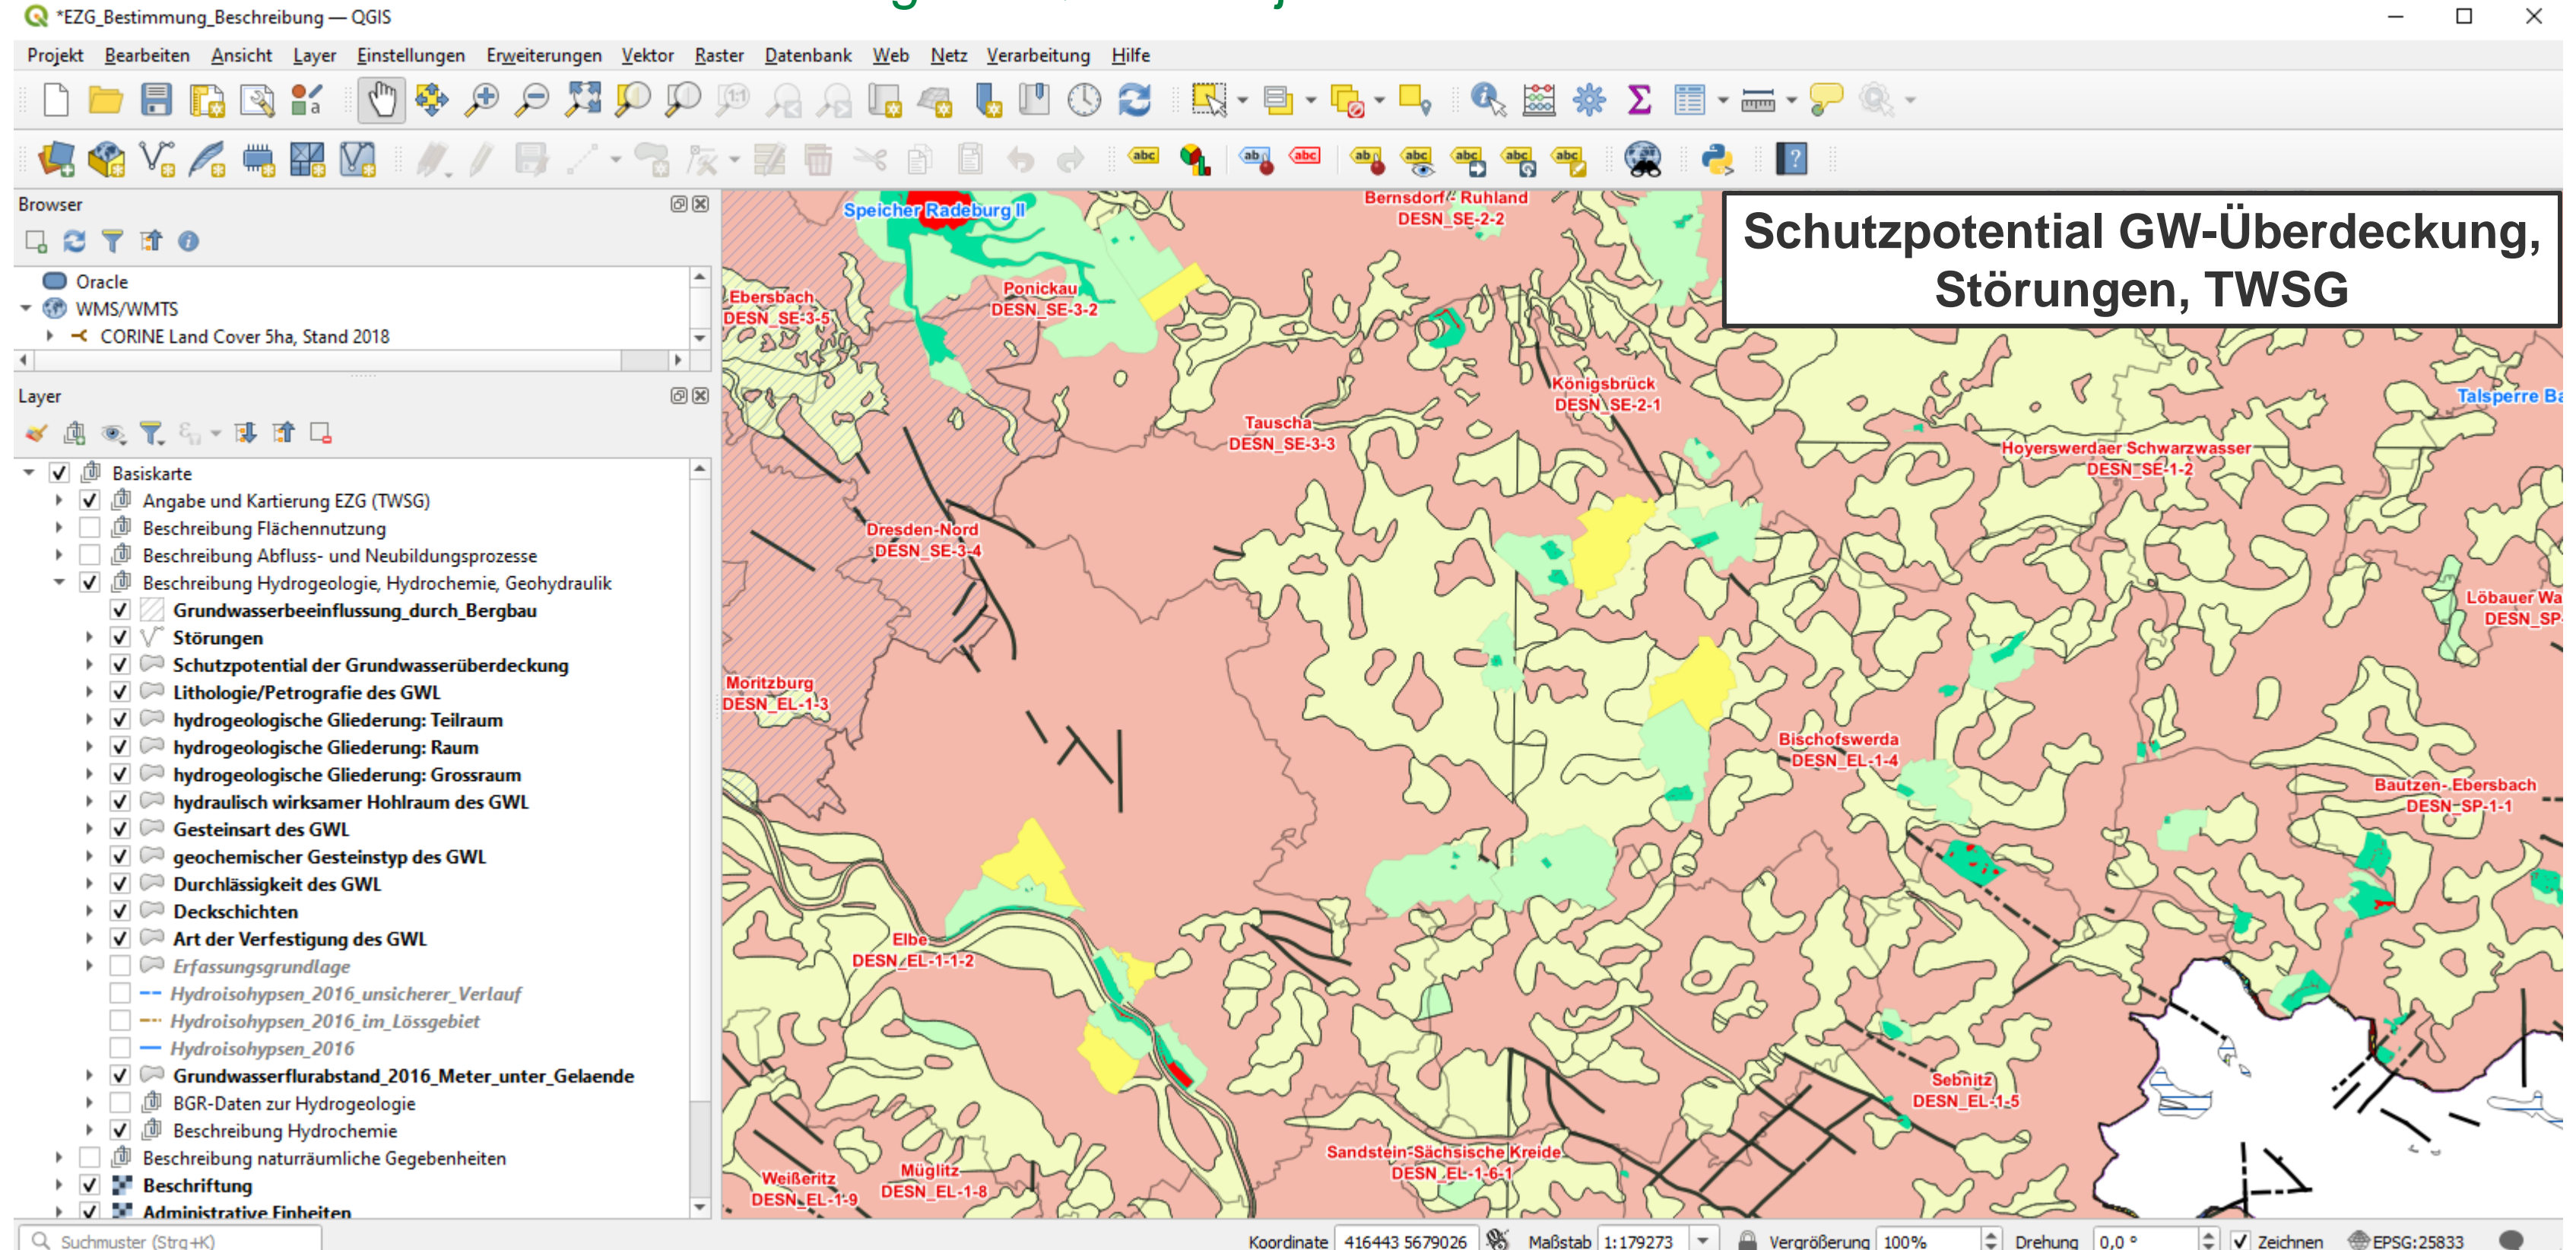 *EZG_Bestimmung_Beschreibung — QGIS
Projekt Bearbeiten Ansicht Layer Einstellungen Erweiterungen Vektor Raster Datenbank Web Netz Verarbeitung Hilfe
Browser
Oracle
WMS/WMTS
CORINE Land Cover 5ha, Stand 2018
Layer
Basiskarte
Angabe und Kartierung EZG (TWSG)
Beschreibung Flächennutzung
Beschreibung Abfluss- und Neubildungsprozesse
Beschreibung Hydrogeologie, Hydrochemie, Geohydraulik
Grundwasserbeeinflussung_durch_Bergbau
Störungen
Schutzpotential der Grundwasserüberdeckung
Lithologie/Petrografie des GWL
hydrogeologische Gliederung: Teilraum
hydrogeologische Gliederung: Raum
hydrogeologische Gliederung: Grossraum
hydraulisch wirksamer Hohlraum des GWL
Gesteinsart des GWL
geochemischer Gesteinstyp des GWL
Durchlässigkeit des GWL
Deckschichten
Art der Verfestigung des GWL
Erfassungsgrundlage
Hydroisohypsen_2016_unsicherer_Verlauf
Hydroisohypsen_2016_im_Lössgebiet
Hydroisohypsen_2016
Grundwasserflurabstand_2016_Meter_unter_Gelaende
BGR-Daten zur Hydrogeologie
Beschreibung Hydrochemie
Beschreibung naturräumliche Gegebenheiten
Beschriftung
Administrative Einheiten
Schutzpotential GW-Überdeckung,
Störungen, TWSG
Speicher Radeburg II
Bernsdorf - Ruhland
DESN_SE-2-2
Ebersbach
DESN_SE-3-5
Ponickau
DESN_SE-3-2
Königsbrück
DESN_SE-2-1
Talsperre Ba
Tauscha
DESN_SE-3-3
Hoyerswerdaer Schwarzwasser
DESN_SE-1-2
Dresden-Nord
DESN_SE-3-4
Löbauer Wa
DESN_SP-
Moritzburg
DESN_EL-1-3
Bischofswerda
DESN_EL-1-4
Bautzen-Ebersbach
DESN_SP-1-1
Elbe
DESN_EL-1-1-2
Sebnitz
DESN_EL-1-5
Sandstein-Sächsische Kreide
DESN_EL-1-6-1
Weißeritz
DESN_EL-1-9
Müglitz
DESN_EL-1-8
Suchmuster (Strg+K)
Koordinate 416443 5679026 Maßstab 1:179273 Vergrößerung 100% Drehung 0,0 ° Zeichnen EPSG:25833